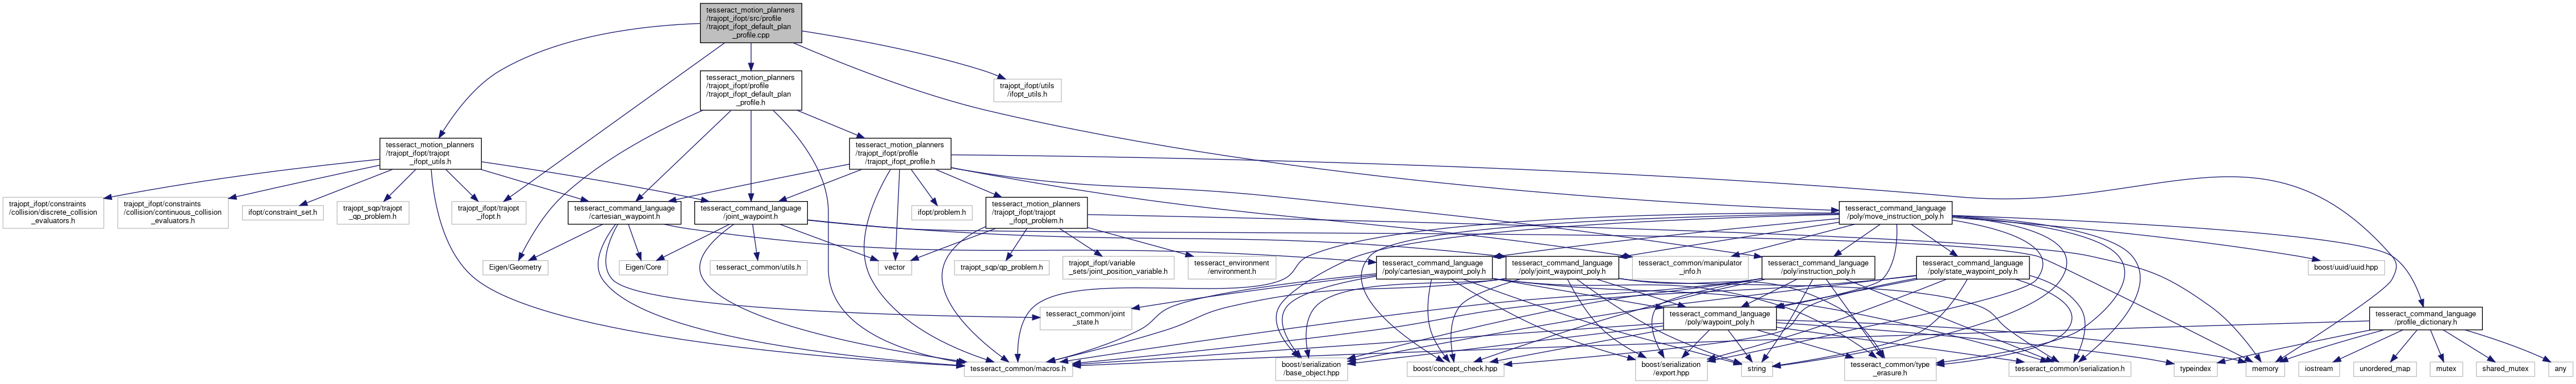 tesseract_motion_planners
/trajopt_ifopt/src/profile
/trajopt_ifopt_default_plan
_profile.cpp
tesseract_motion_planners
/trajopt_ifopt/profile
/trajopt_ifopt_default_plan
_profile.h
trajopt_ifopt/utils
/ifopt_utils.h
tesseract_motion_planners
/trajopt_ifopt/trajopt
_ifopt_utils.h
tesseract_motion_planners
/trajopt_ifopt/profile
/trajopt_ifopt_profile.h
trajopt_ifopt/constraints
/collision/discrete_collision
_evaluators.h
trajopt_ifopt/constraints
/collision/continuous_collision
_evaluators.h
ifopt/constraint_set.h
trajopt_sqp/trajopt
_qp_problem.h
trajopt_ifopt/trajopt
_ifopt.h
tesseract_command_language
/cartesian_waypoint.h
tesseract_command_language
/joint_waypoint.h
ifopt/problem.h
tesseract_motion_planners
/trajopt_ifopt/trajopt
_ifopt_problem.h
tesseract_command_language
/poly/move_instruction_poly.h
Eigen/Geometry
Eigen/Core
tesseract_common/utils.h
vector
trajopt_sqp/qp_problem.h
trajopt_ifopt/variable
_sets/joint_position_variable.h
tesseract_environment
/environment.h
tesseract_command_language
/poly/cartesian_waypoint_poly.h
tesseract_command_language
/poly/joint_waypoint_poly.h
tesseract_common/manipulator
_info.h
tesseract_command_language
/poly/instruction_poly.h
tesseract_command_language
/poly/state_waypoint_poly.h
boost/uuid/uuid.hpp
tesseract_common/joint
_state.h
tesseract_command_language
/poly/waypoint_poly.h
tesseract_command_language
/profile_dictionary.h
tesseract_common/macros.h
boost/serialization
/base_object.hpp
boost/concept_check.hpp
boost/serialization
/export.hpp
string
tesseract_common/type
_erasure.h
tesseract_common/serialization.h
typeindex
memory
iostream
unordered_map
mutex
shared_mutex
any